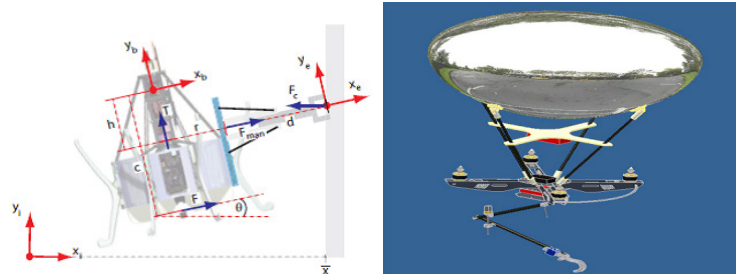 y_b
x_b
y_e
x_e
F_c
h
T
r
F_man
d
c
F
θ
y_i
x_i
x̅